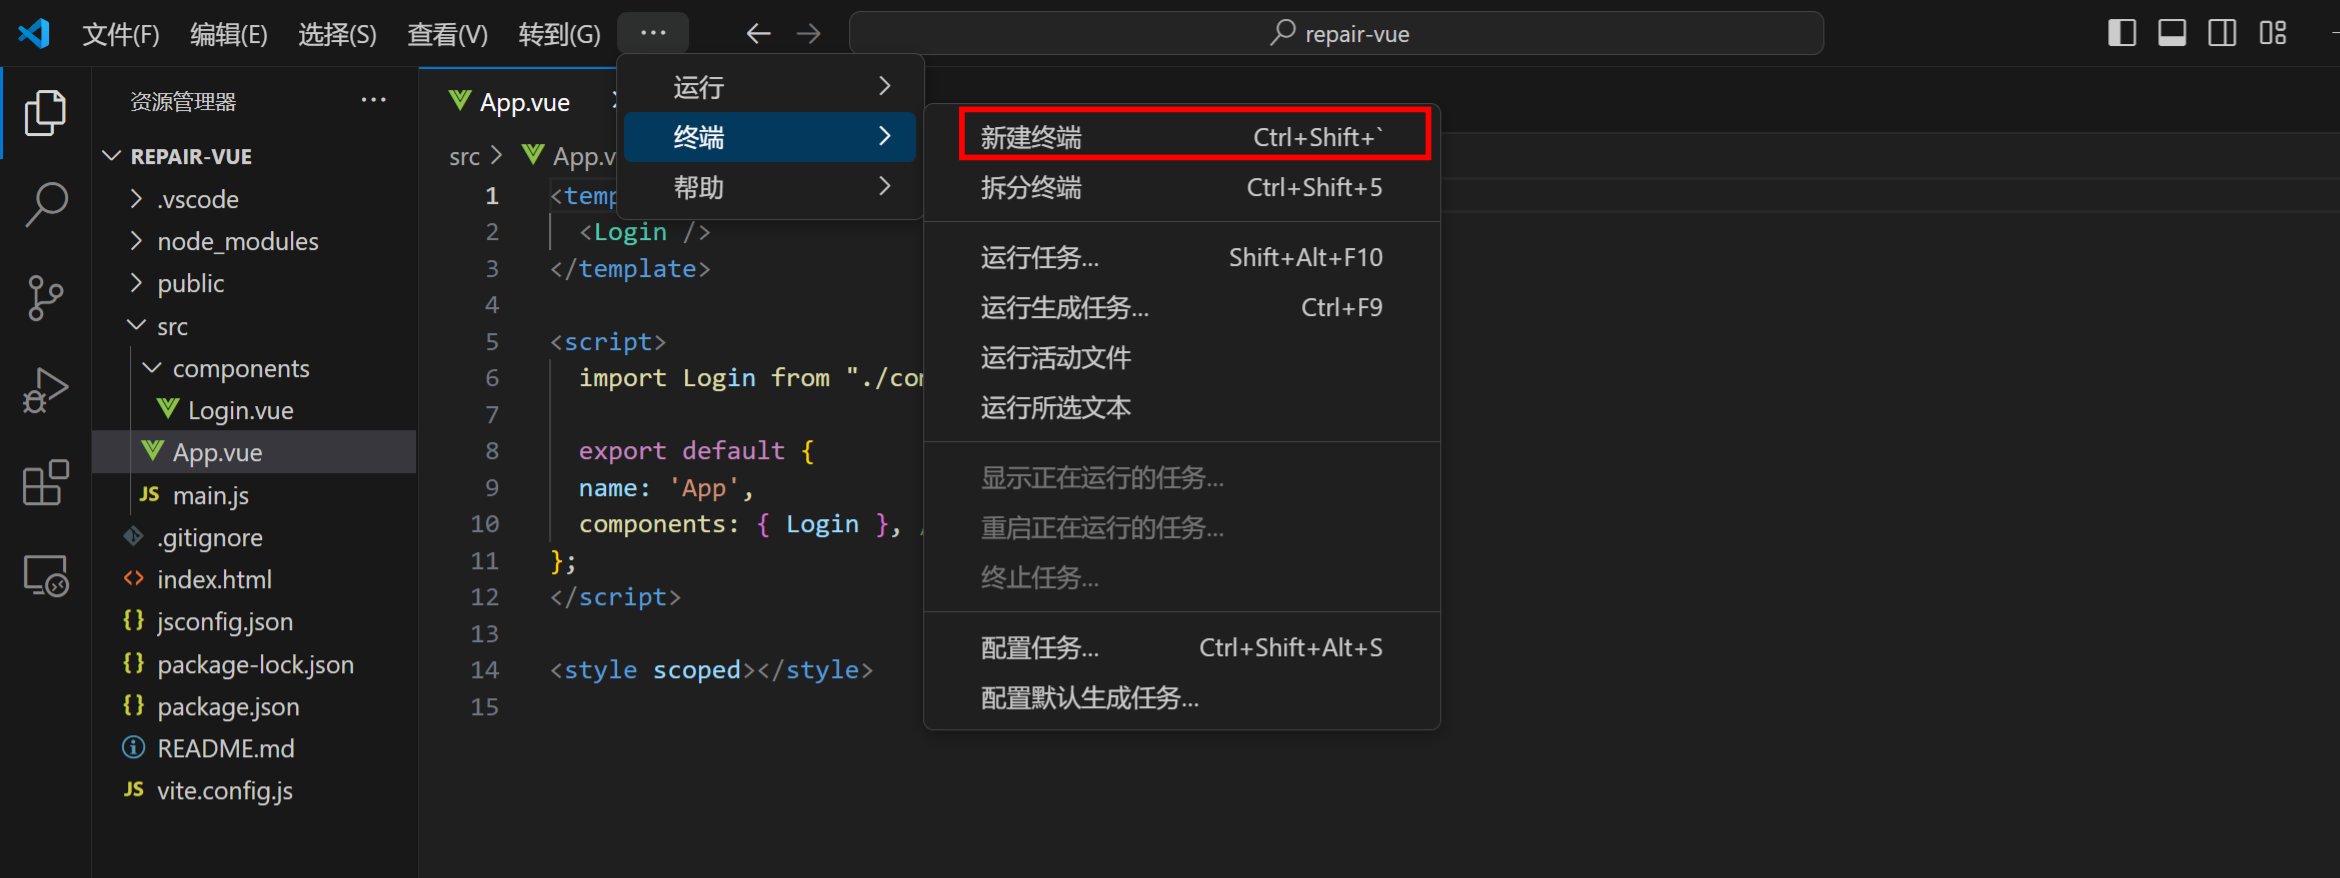 文件(F) 编辑(E) 选择(S) 查看(V) 转到(G) ··· repair-vue
资源管理器 ···
REPAIR-VUE
.vscode
node_modules
public
src
components
Login.vue
App.vue
JS main.js
.gitignore
<> index.html
{} jsconfig.json
{} package-lock.json
{} package.json
README.md
JS vite.config.js
App.vue
src > App.v
1 <temp
2 <Login />
3 </template>
4
5 <script>
6 import Login from "./con
7
8 export default {
9 name: 'App',
10 components: { Login }, /
11 };
12 </script>
13
14 <style scoped></style>
15
运行
终端
帮助
新建终端 Ctrl+Shift+`
拆分终端 Ctrl+Shift+5
运行任务... Shift+Alt+F10
运行生成任务... Ctrl+F9
运行活动文件
运行所选文本
显示正在运行的任务...
重启正在运行的任务...
终止任务...
配置任务... Ctrl+Shift+Alt+S
配置默认生成任务...